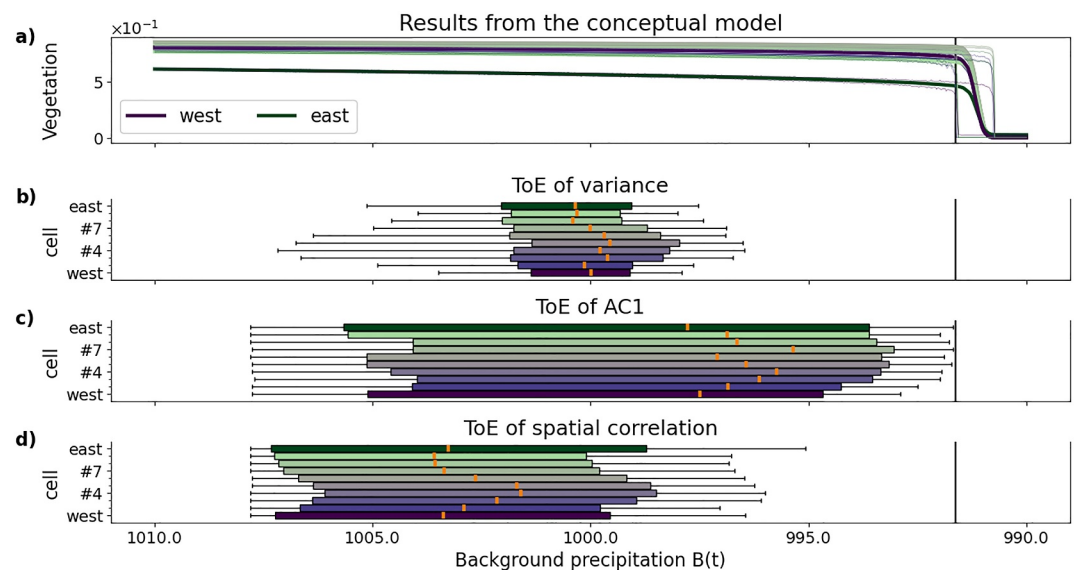 Results from the conceptual model
a)
×10⁻¹
Vegetation
5
0
west
east
ToE of variance
b)
cell
east
#7
#4
west
ToE of AC1
c)
cell
east
#7
#4
west
ToE of spatial correlation
d)
cell
east
#7
#4
west
1010.0 1005.0 1000.0 995.0 990.0
Background precipitation B(t)